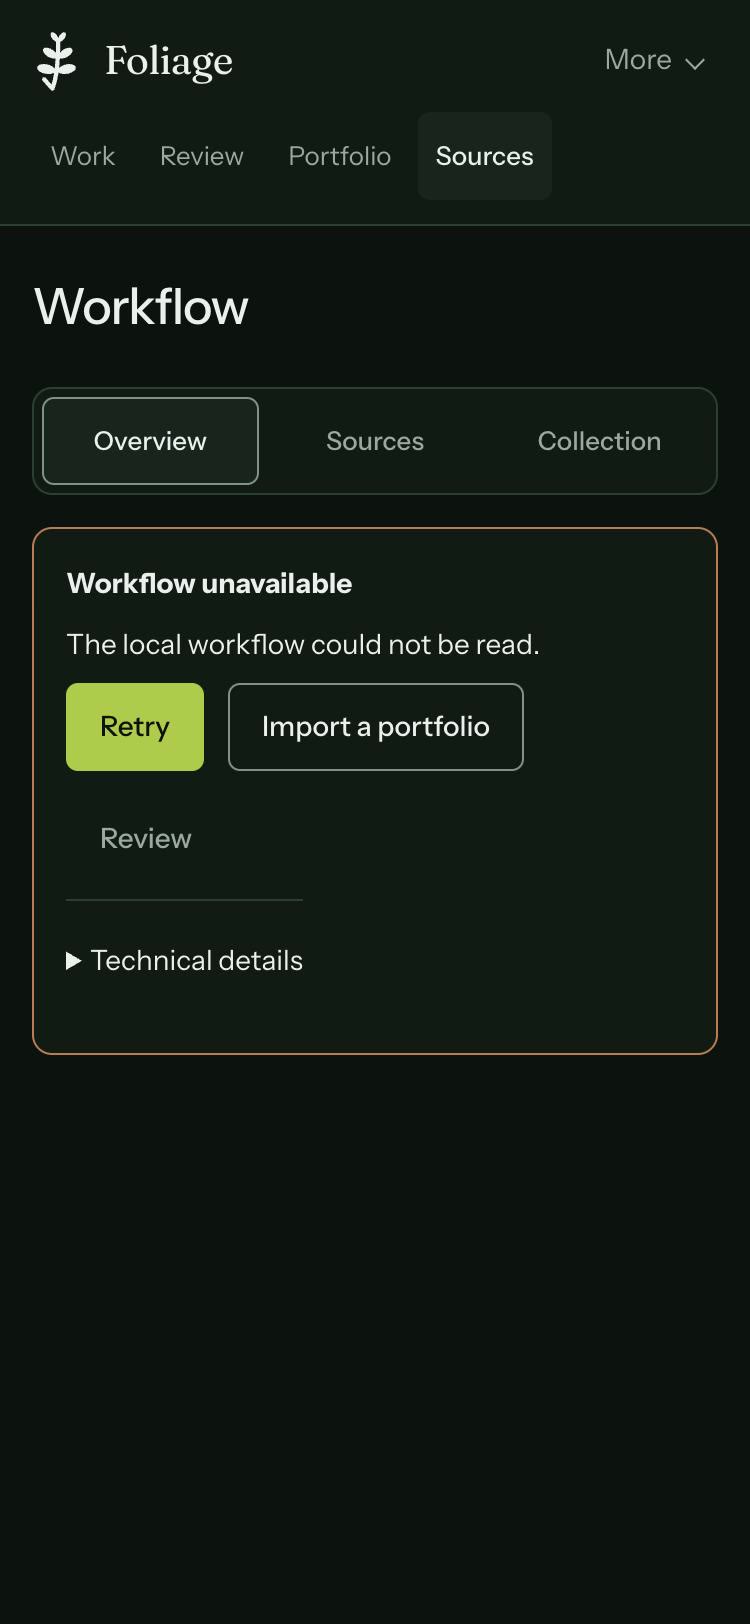 Foliage
More
Work Review Portfolio Sources
Workflow
Overview Sources Collection
Workflow unavailable
The local workflow could not be read.
Retry Import a portfolio
Review
Technical details